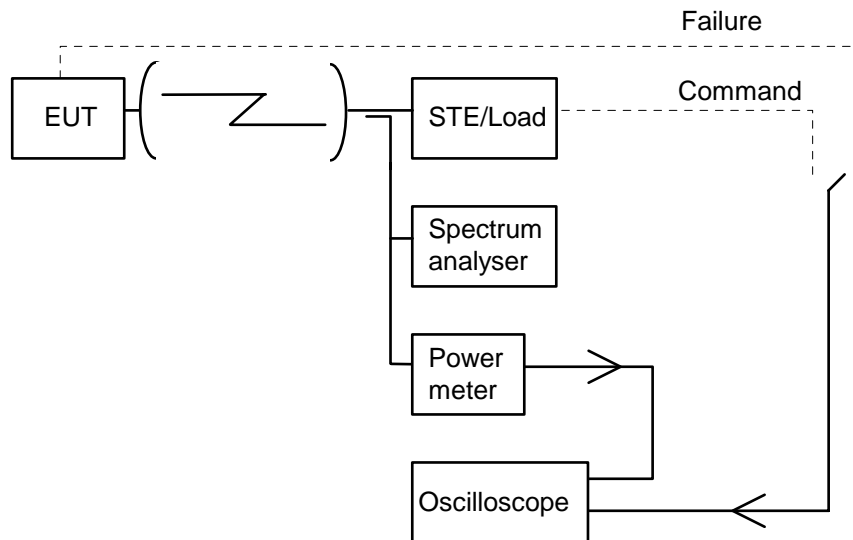 Failure
Command
EUT
STE/Load
Spectrum
analyser
Power
meter
Oscilloscope